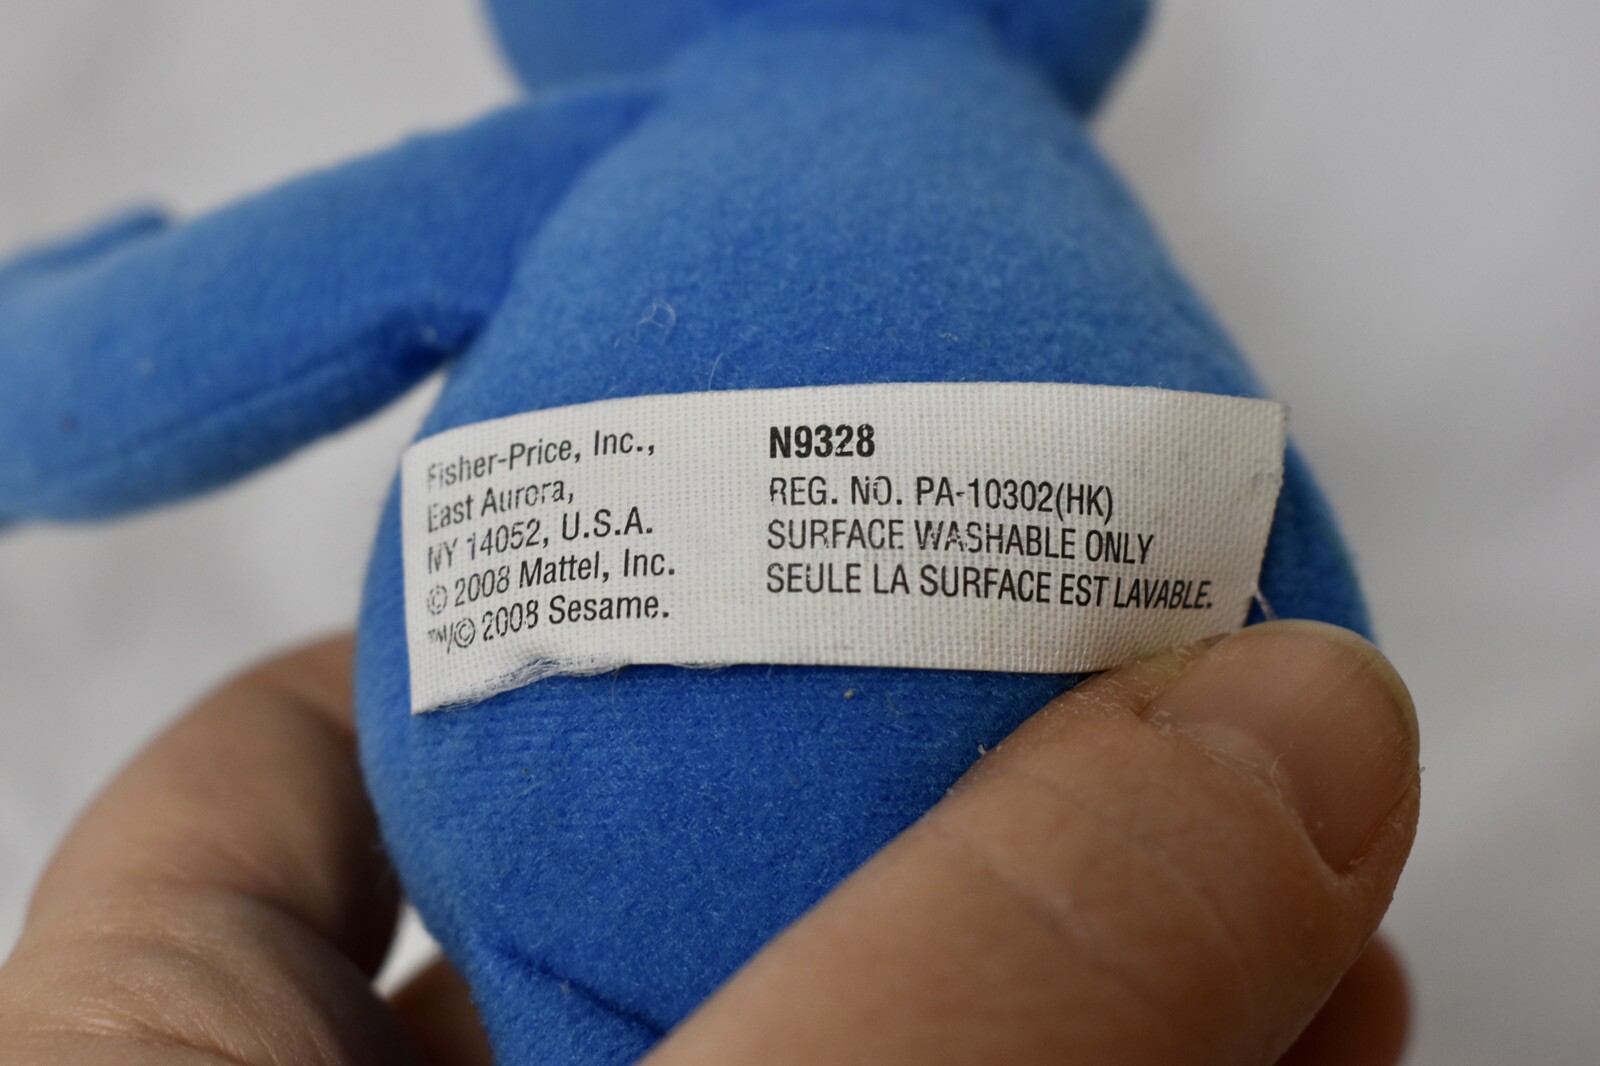 Fisher-Price, Inc.,
East Aurora,
NY 14052, U.S.A.
© 2008 Mattel, Inc.
™/© 2008 Sesame.
N9328
REG. NO. PA-10302(HK)
SURFACE WASHABLE ONLY
SEULE LA SURFACE EST LAVABLE.